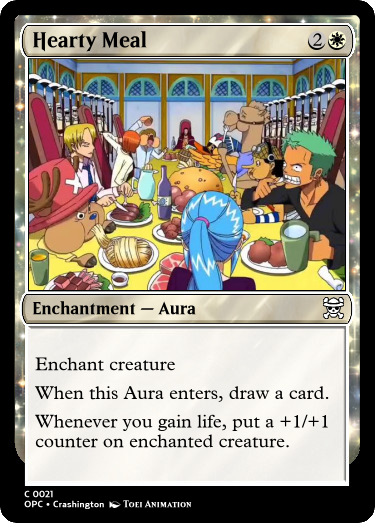 Hearty Meal 2
Enchantment — Aura
Enchant creature
When this Aura enters, draw a card.
Whenever you gain life, put a +1/+1
counter on enchanted creature.
C 0021
OPC • Crashington Toei Animation